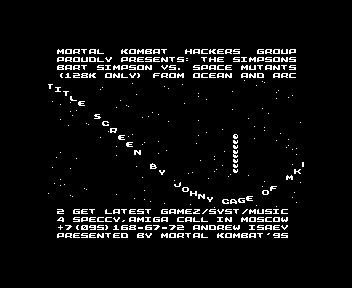 MORTAL KOMBAT HACKERS GROUP
PROUDLY PRESENTS: THE SIMPSONS
BART SIMPSON VS. SPACE MUTANTS
(128K ONLY) FROM OCEAN AND ARC
TITLE SCREEN BY JOHNY CAGE OF MK!
2 GET LATEST GAMEZ/SYST/MUSIC
4 SPECCY,AMIGA CALL IN MOSCOW
+7(095)168-67-72 ANDREW ISAEV
PRESENTED BY MORTAL KOMBAT'95